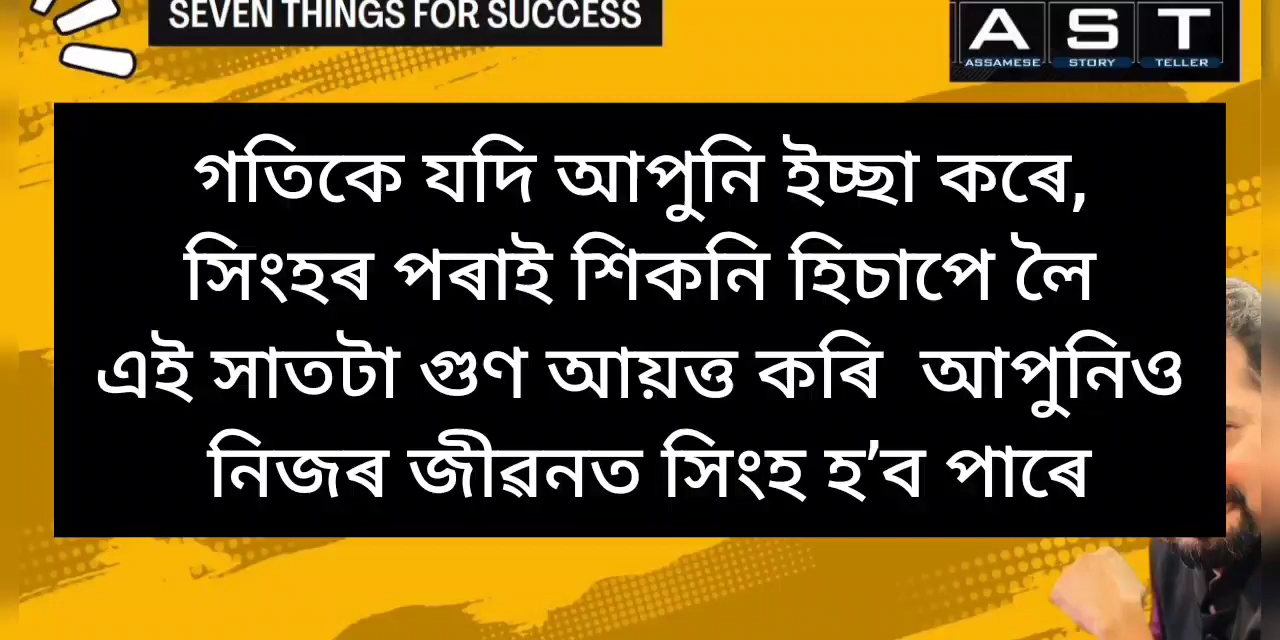 SEVEN THINGS FOR SUCCESS
AST
ASSAMESE STORY TELLER
গতিকে যদি আপুনি ইচ্ছা কৰে,
সিংহৰ পৰাই শিকনি হিচাপে লৈ
এই সাতটা গুণ আয়ত্ত কৰি আপুনিও
নিজৰ জীৱনত সিংহ হ’ব পাৰে